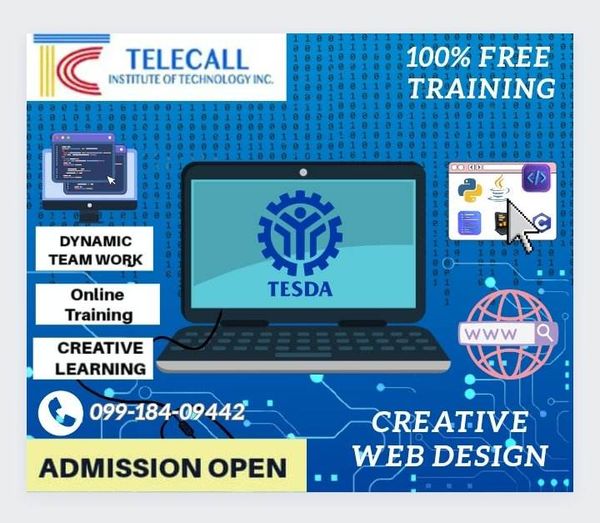 TC
TELECALL
INSTITUTE OF TECHNOLOGY INC.
100% FREE
TRAINING
DYNAMIC
TEAM WORK
Online
Training
CREATIVE
LEARNING
TESDA
</>
C
WWW
099-184-09442
CREATIVE
WEB DESIGN
ADMISSION OPEN